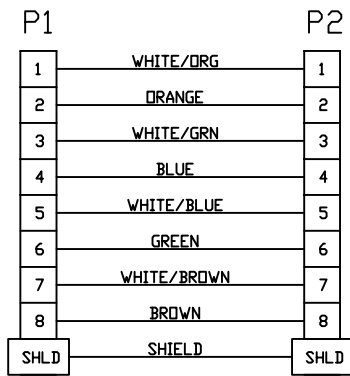 P1 P2
1 WHITE/ORG 1
2 ORANGE 2
3 WHITE/GRN 3
4 BLUE 4
5 WHITE/BLUE 5
6 GREEN 6
7 WHITE/BROWN 7
8 BROWN 8
SHLD SHIELD SHLD